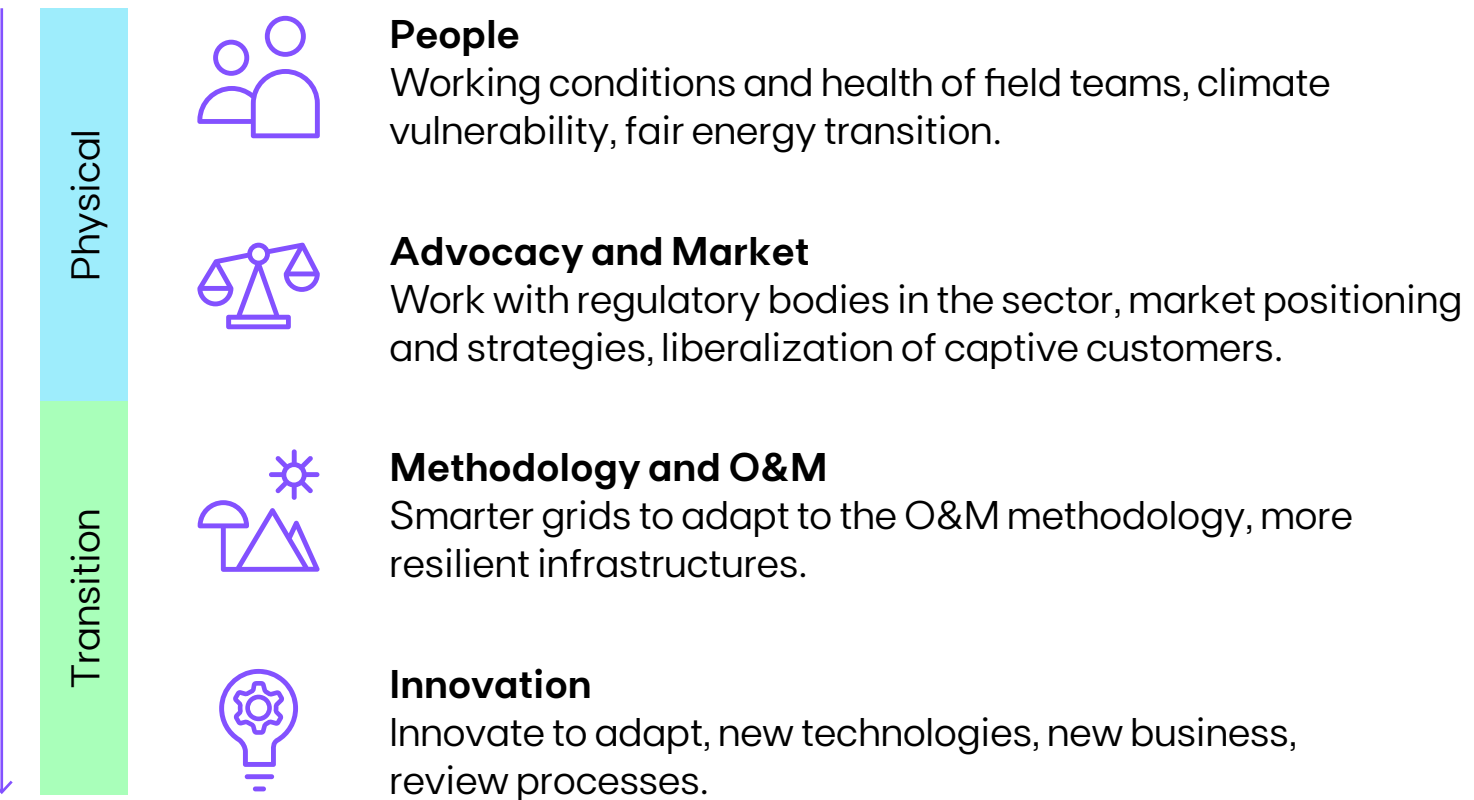 Physical
People
Working conditions and health of field teams, climate
vulnerability, fair energy transition.
Advocacy and Market
Work with regulatory bodies in the sector, market positioning
and strategies, liberalization of captive customers.
Transition
Methodology and O&M
Smarter grids to adapt to the O&M methodology, more
resilient infrastructures.
Innovation
Innovate to adapt, new technologies, new business,
review processes.